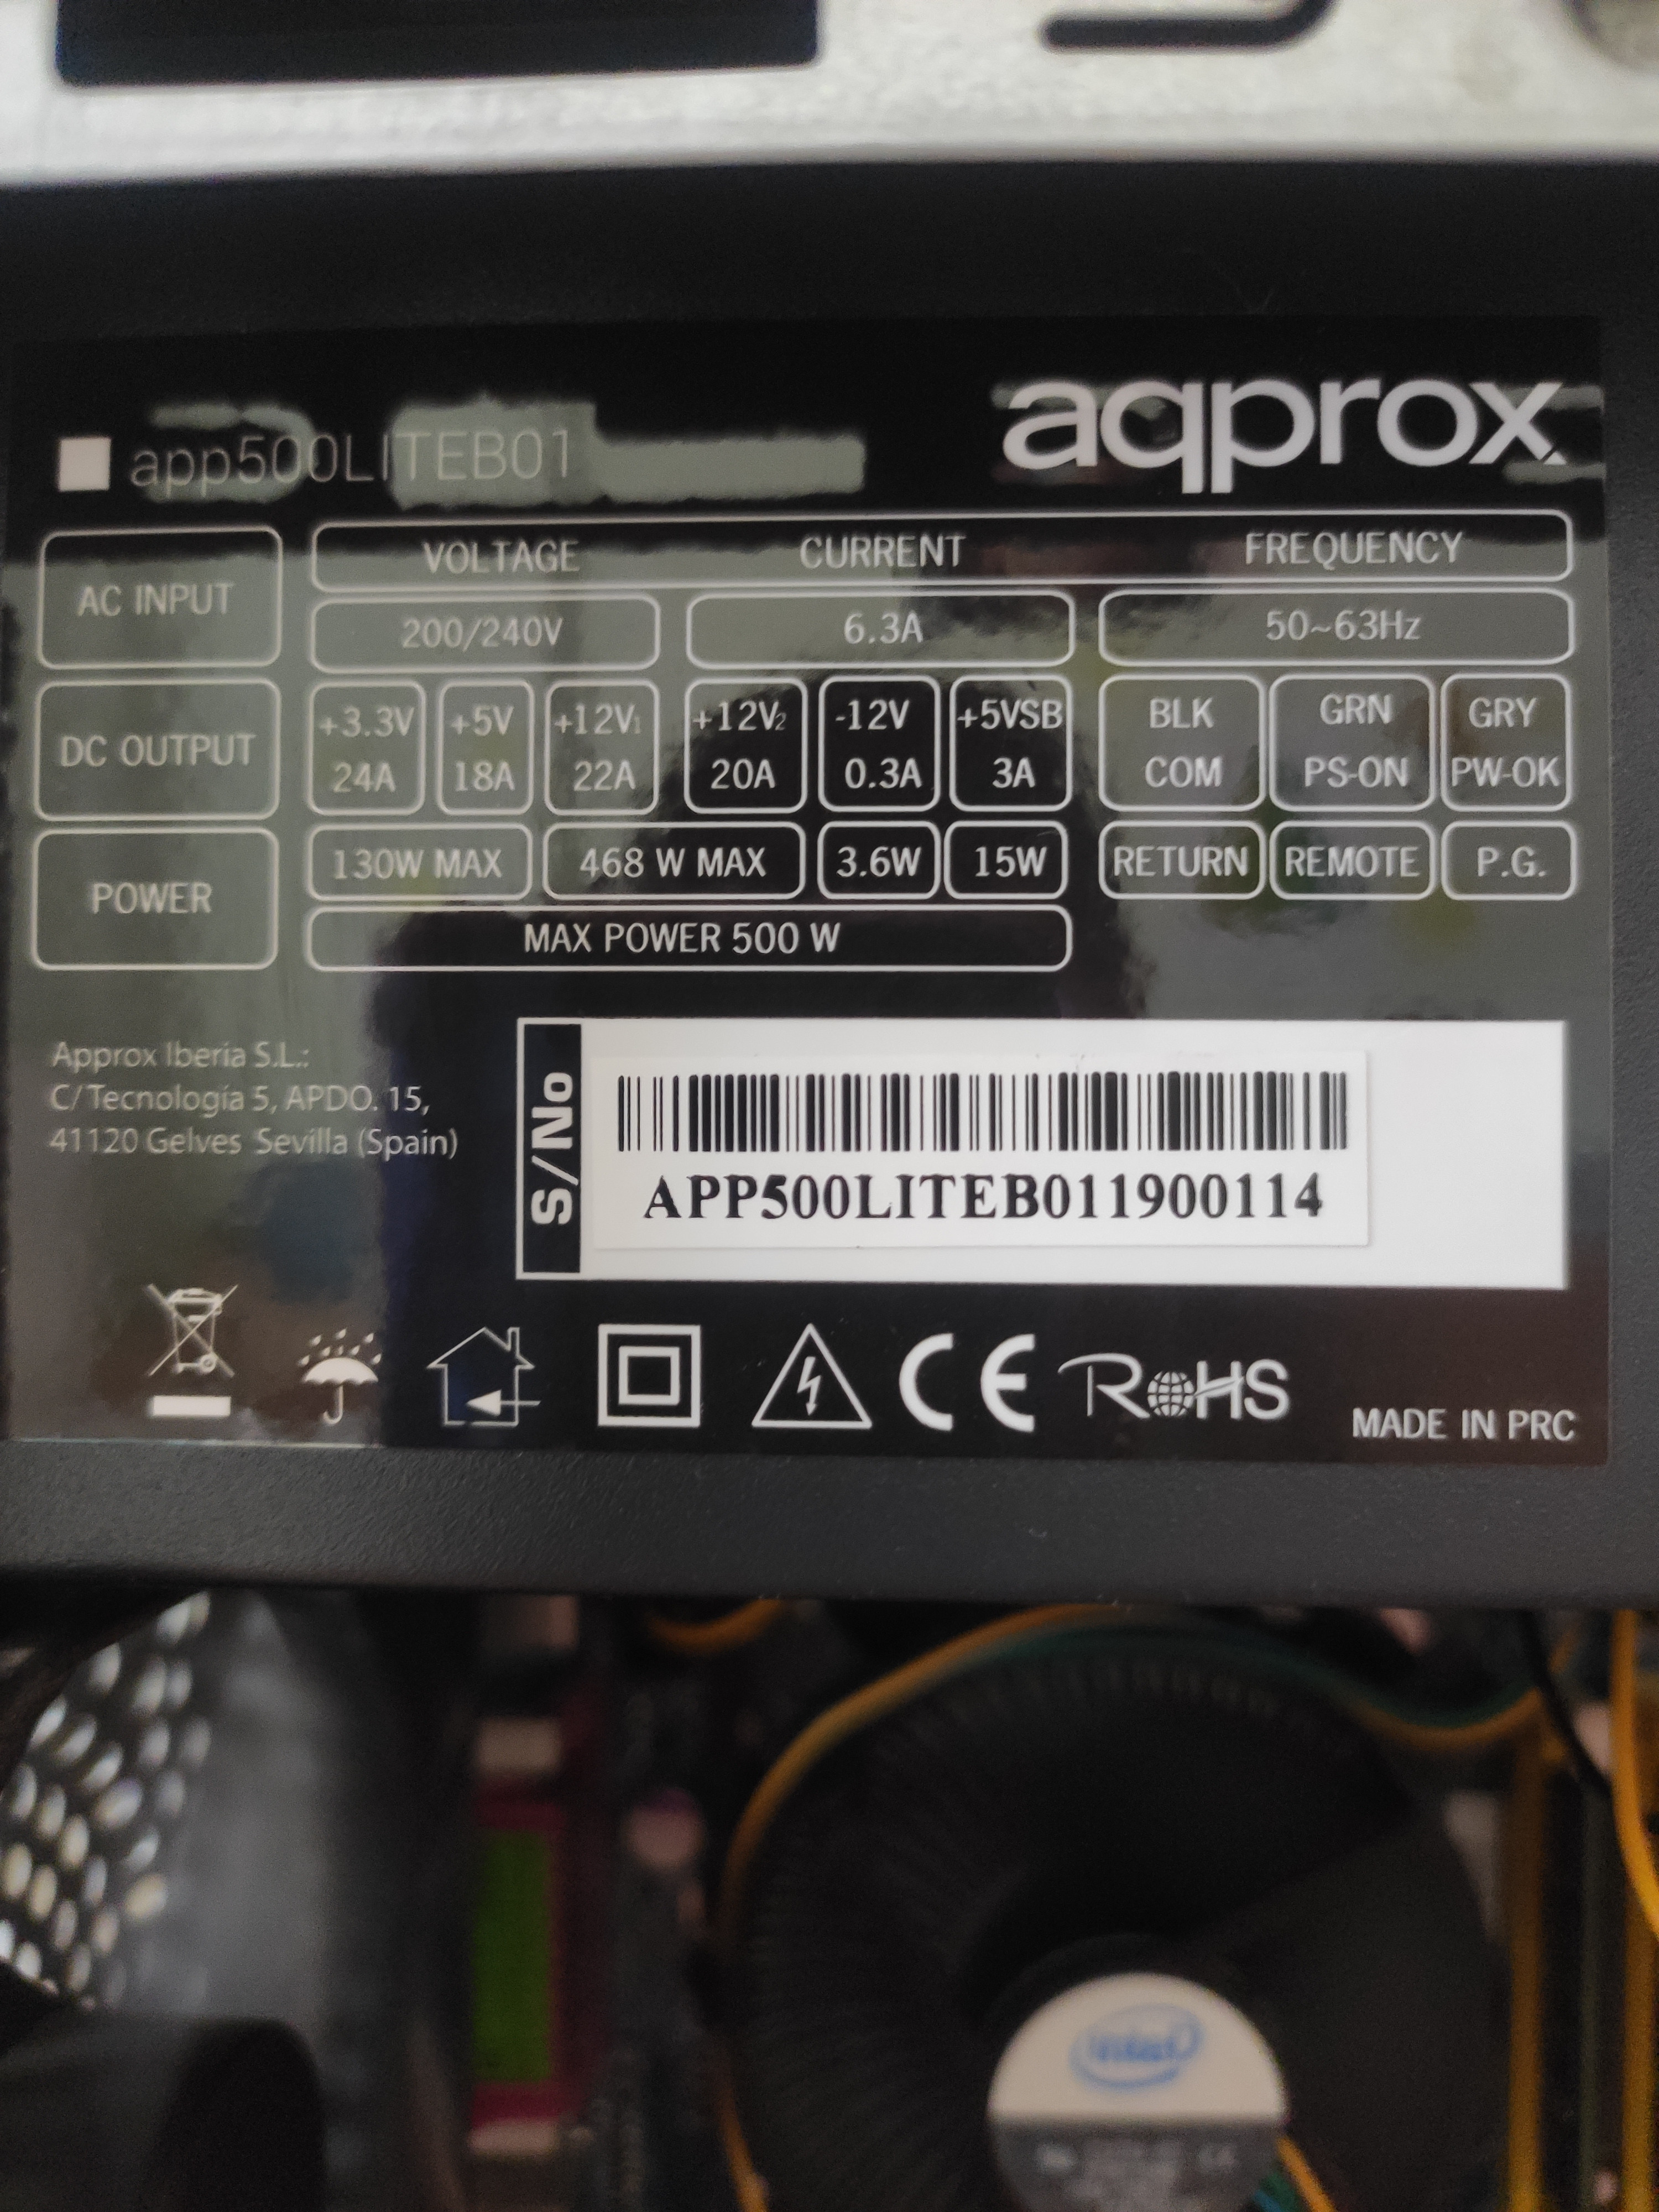 aqprox.
app500LITEB01
VOLTAGE CURRENT FREQUENCY
AC INPUT
200/240V 6.3A 50~63Hz
+3.3V +5V +12V1 +12V2 -12V +5VSB BLK GRN GRY
DC OUTPUT
24A 18A 22A 20A 0.3A 3A COM PS-ON PW-OK
130W MAX 468 W MAX 3.6W 15W RETURN REMOTE P.G.
POWER
MAX POWER 500 W
Approx Iberia S.L.:
C/Tecnología 5, APDO. 15,
41120 Gelves Sevilla (Spain)
S/No
APP500LITEB011900114
CE RoHS
MADE IN PRC
intel